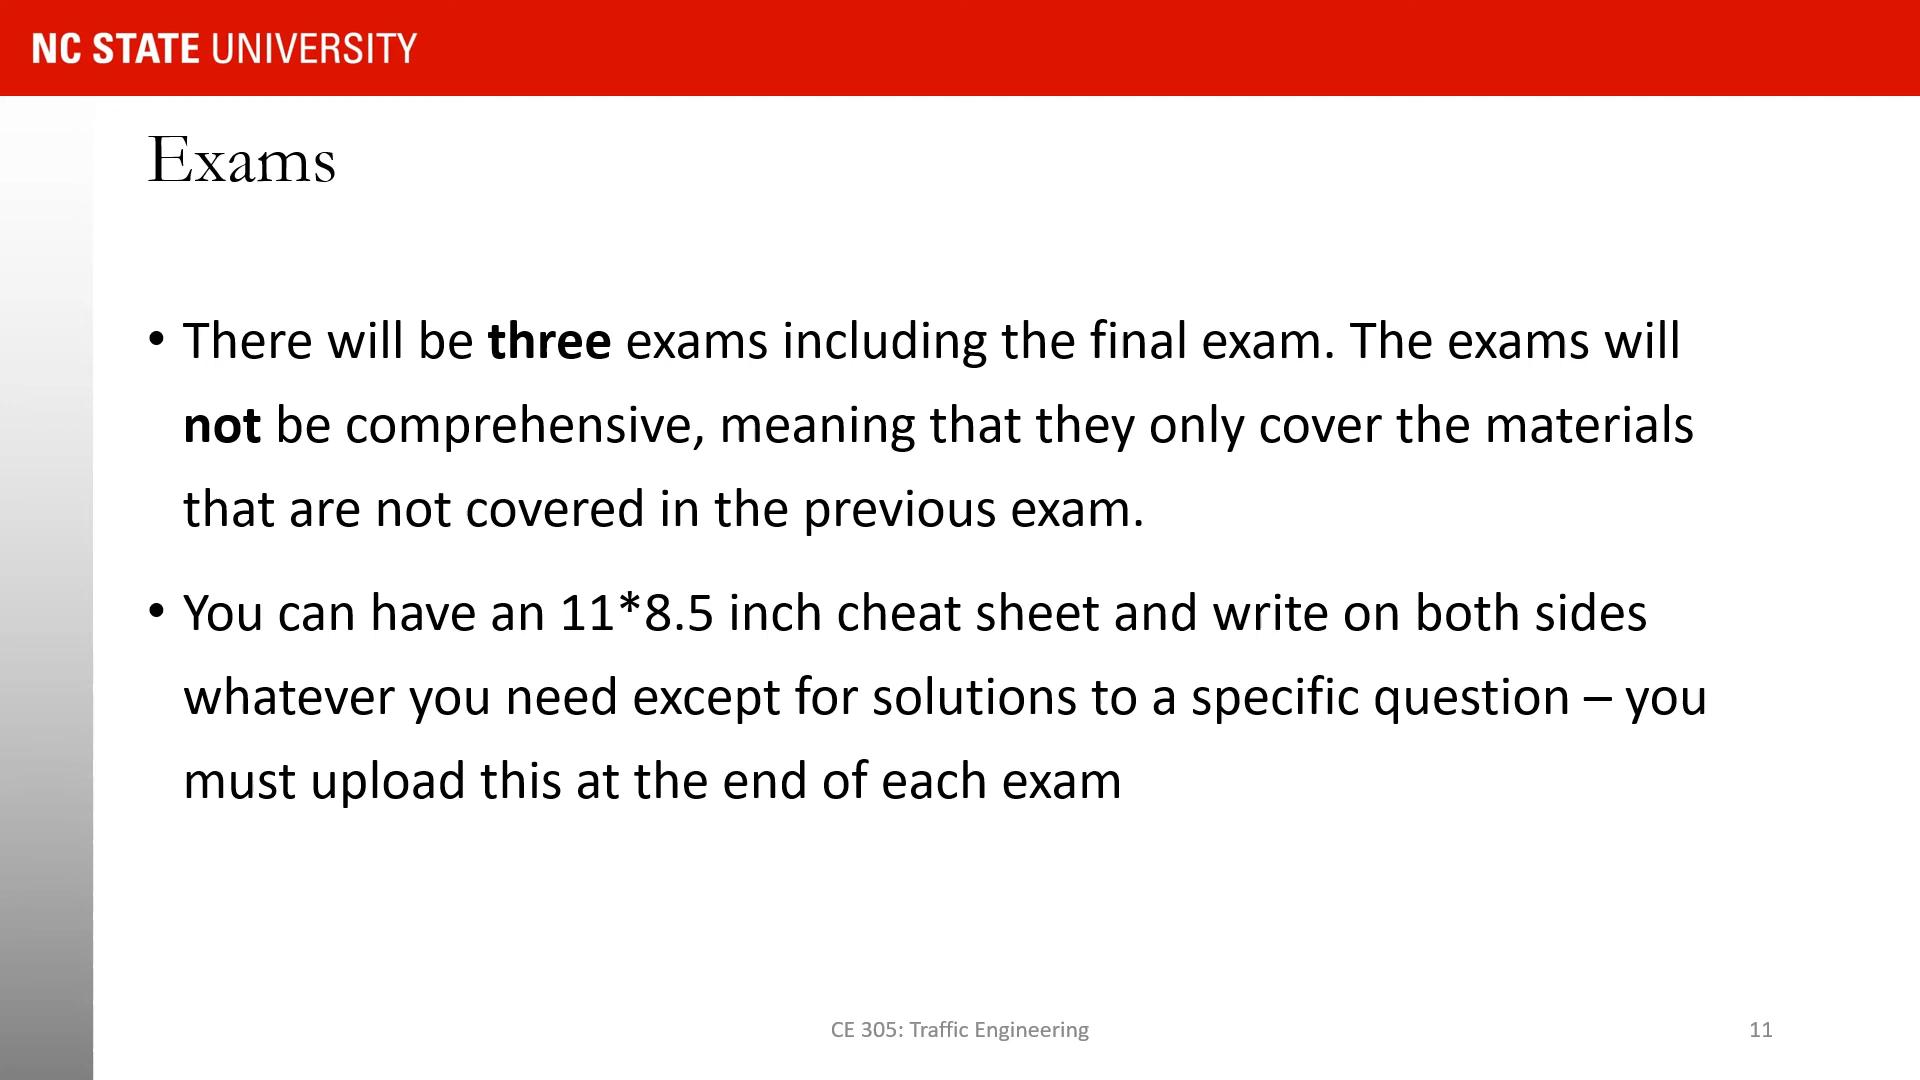 NC STATE UNIVERSITY
Exams
• There will be three exams including the final exam. The exams will
not be comprehensive, meaning that they only cover the materials
that are not covered in the previous exam.
• You can have an 11*8.5 inch cheat sheet and write on both sides
whatever you need except for solutions to a specific question – you
must upload this at the end of each exam
CE 305: Traffic Engineering
11